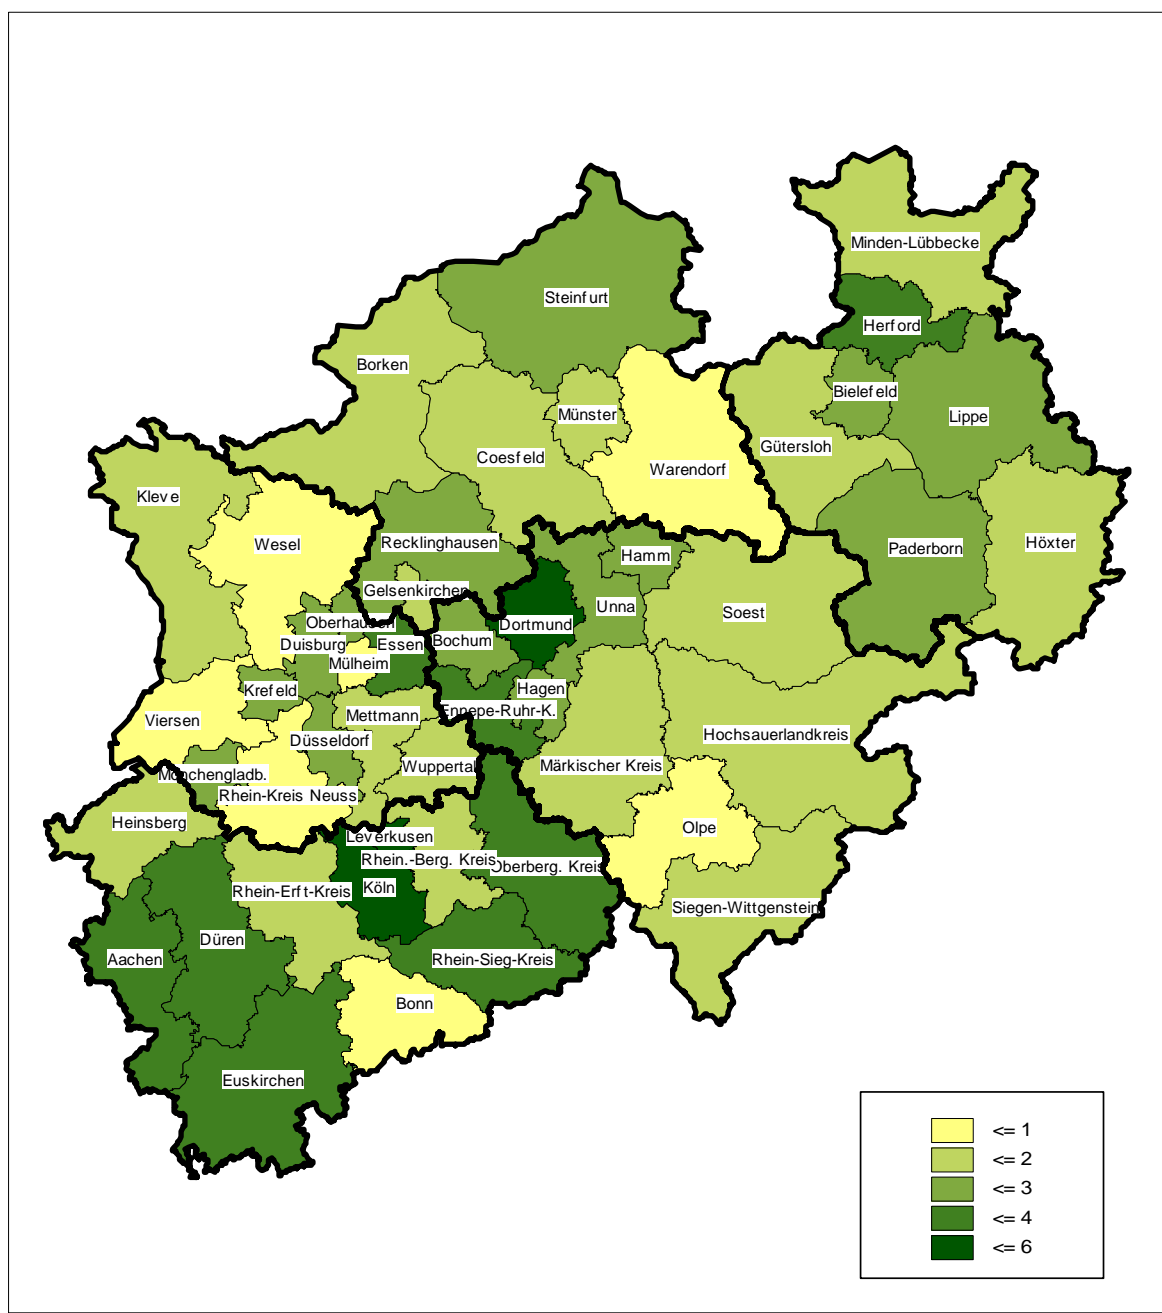 Minden-Lübbecke
Steinfurt
Herford
Borken
Bielefeld
Münster
Lippe
Gütersloh
Coesfeld
Warendorf
Kleve
Wesel
Recklinghausen
Hamm
Paderborn
Höxter
Gelsenkirchen
Unna
Soest
Oberhausen
Dortmund
Duisburg
Essen
Bochum
Mülheim
Krefeld
Hagen
Viersen
Mettmann
Ennepe-Ruhr-K.
Düsseldorf
Hochsauerlandkreis
Mönchengladb.
Wuppertal
Märkischer Kreis
Rhein-Kreis Neuss
Heinsberg
Olpe
Leverkusen
Rhein.-Berg. Kreis
Oberberg. Kreis
Rhein-Erft-Kreis
Köln
Siegen-Wittgenstein
Düren
Aachen
Rhein-Sieg-Kreis
Bonn
Euskirchen
<= 1
<= 2
<= 3
<= 4
<= 6